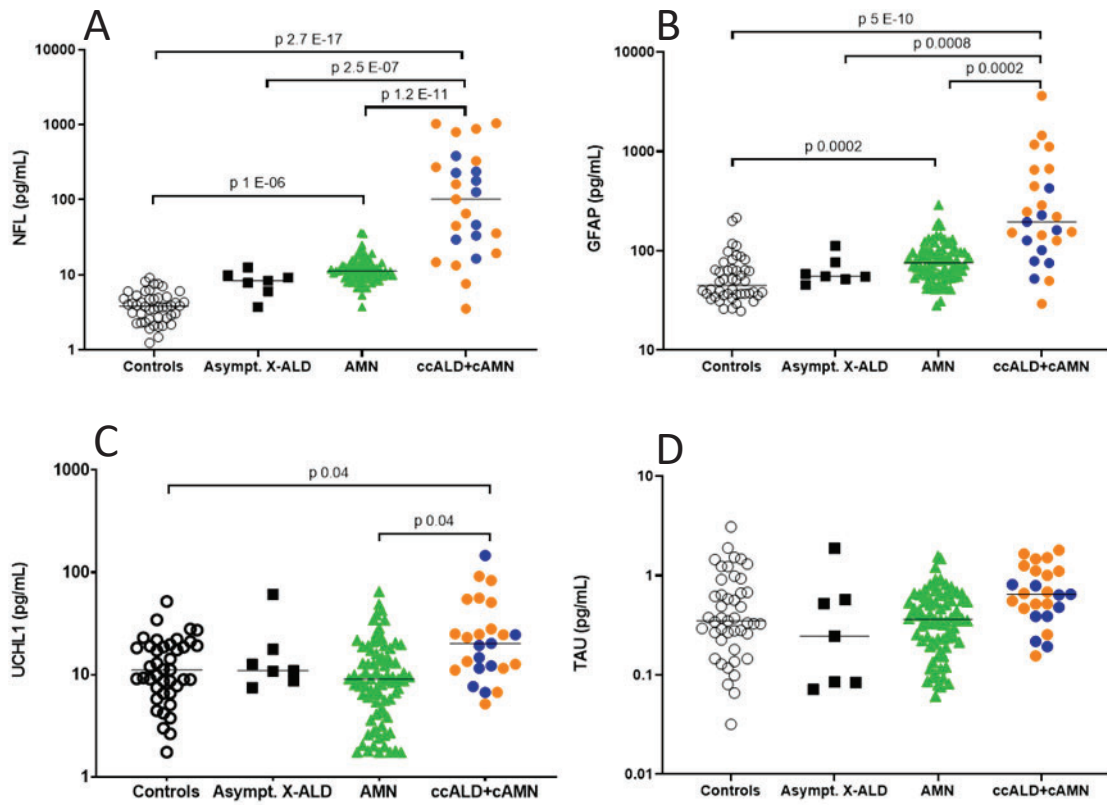 A
p 2.7 E-17
p 2.5 E-07
p 1.2 E-11
p 1 E-06
NFL (pg/mL)
10000
1000
100
10
1
Controls Asympt. X-ALD AMN ccALD+cAMN
B
p 5 E-10
p 0.0008
p 0.0002
p 0.0002
GFAP (pg/mL)
10000
1000
100
10
Controls Asympt. X-ALD AMN ccALD+cAMN
C
p 0.04
p 0.04
UCHL1 (pg/mL)
1000
100
10
1
Controls Asympt. X-ALD AMN ccALD+cAMN
D
TAU (pg/mL)
10
1
0.1
0.01
Controls Asympt. X-ALD AMN ccALD+cAMN